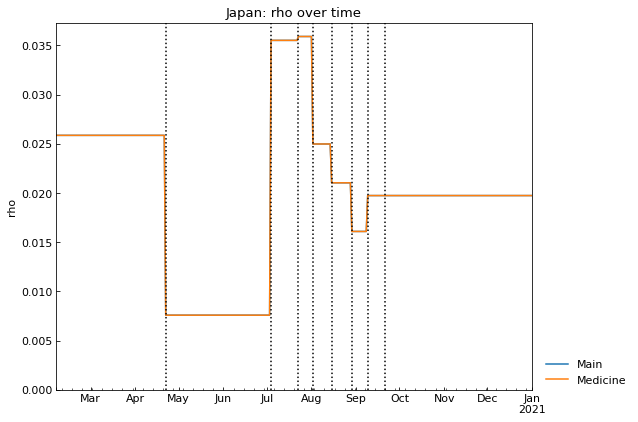 Japan: rho over time
rho
0.035
0.030
0.025
0.020
0.015
0.010
0.005
0.000
Mar Apr May Jun Jul Aug Sep Oct Nov Dec Jan
2021
Main
Medicine